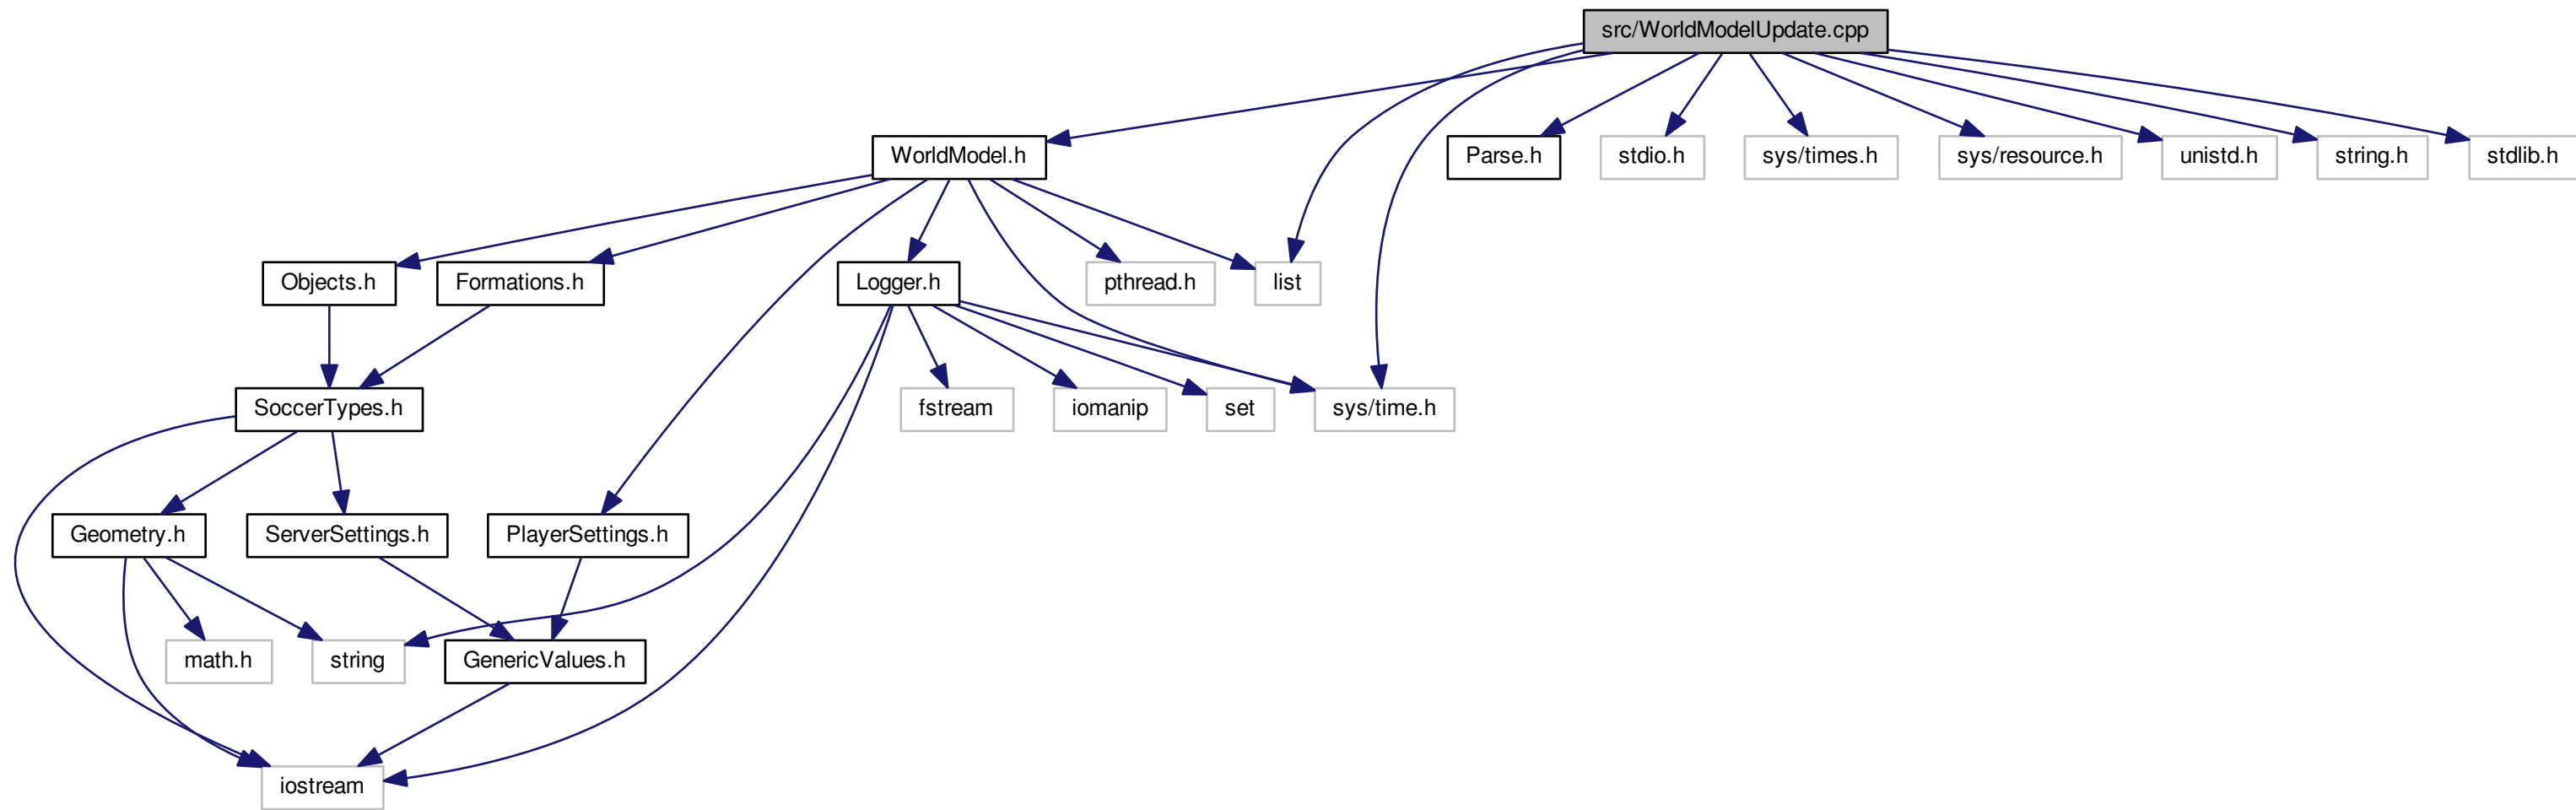 src/WorldModelUpdate.cpp
WorldModel.h
Parse.h
stdio.h
sys/times.h
sys/resource.h
unistd.h
string.h
stdlib.h
Objects.h
Formations.h
Logger.h
pthread.h
list
SoccerTypes.h
fstream
iomanip
set
sys/time.h
Geometry.h
ServerSettings.h
PlayerSettings.h
math.h
string
GenericValues.h
iostream